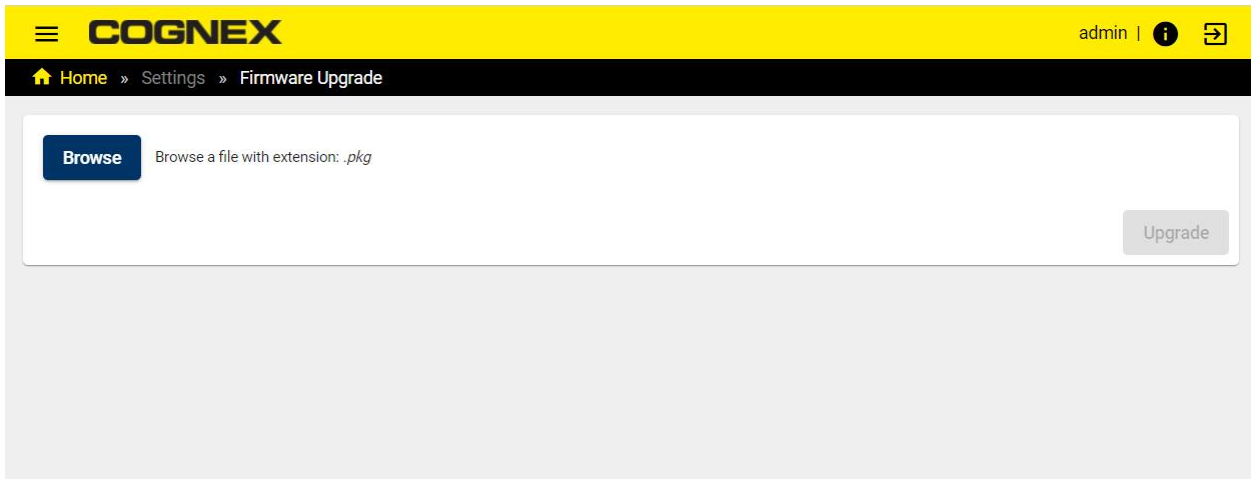 COGNEX
admin |
Home » Settings » Firmware Upgrade
Browse
Browse a file with extension: .pkg
Upgrade